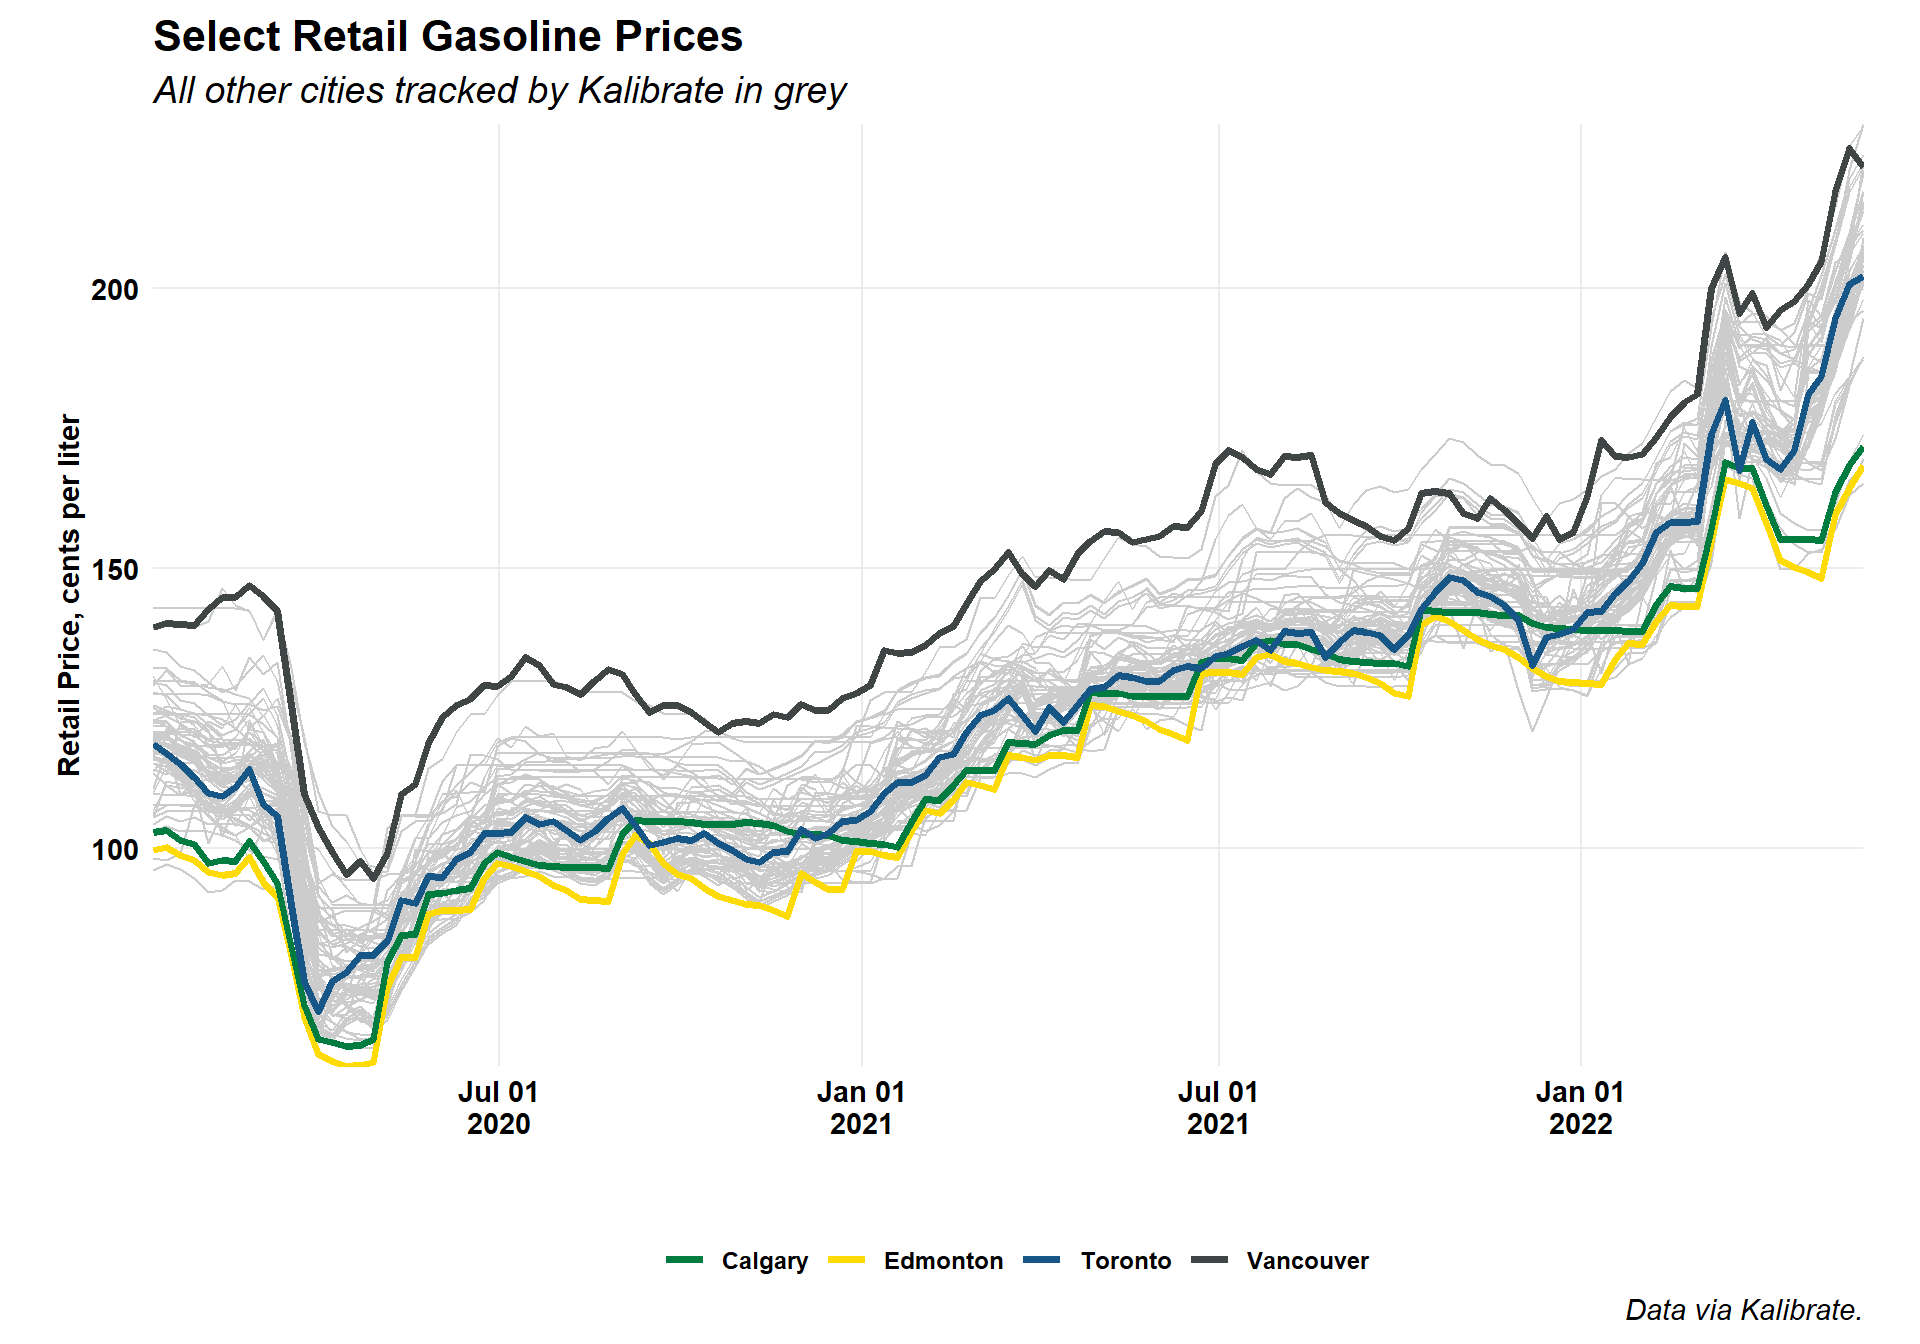 Select Retail Gasoline Prices
All other cities tracked by Kalibrate in grey
Retail Price, cents per liter
200
150
100
Jul 01
2020
Jan 01
2021
Jul 01
2021
Jan 01
2022
Calgary
Edmonton
Toronto
Vancouver
Data via Kalibrate.